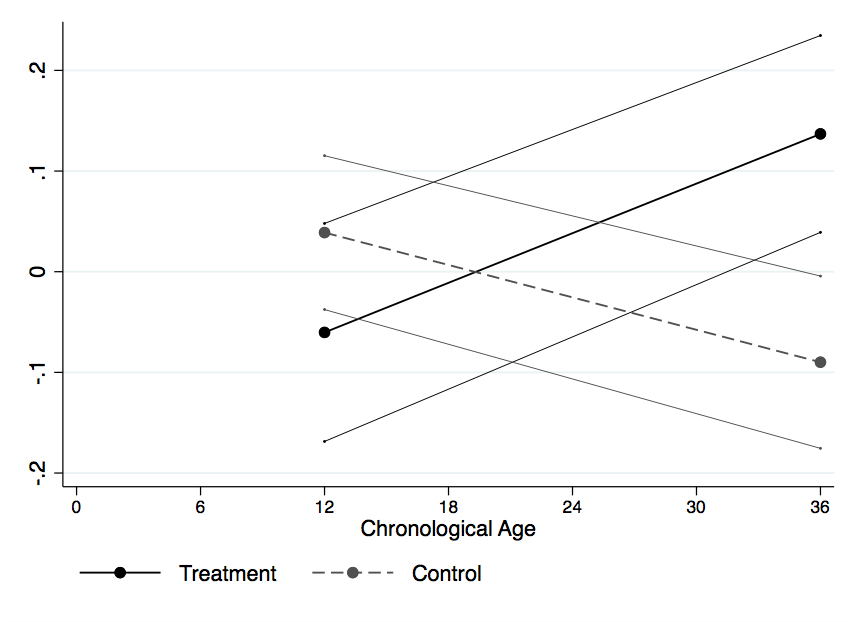 .2
.1
0
-.1
-.2
0 6 12 18 24 30 36
Chronological Age
Treatment Control